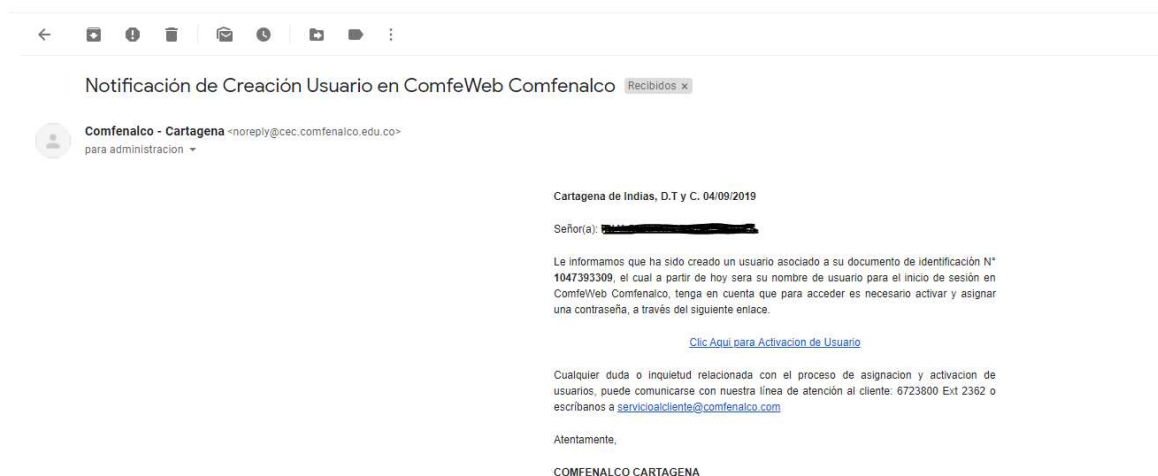 Notificación de Creación Usuario en ComfeWeb Comfenalco Recibidos x
Comfenalco - Cartagena <noreply@cec.comfenalco.edu.co>
para administracion
Cartagena de Indias, D.T y C. 04/09/2019
Señor(a):
Le informamos que ha sido creado un usuario asociado a su documento de identificación N°
1047393309, el cual a partir de hoy sera su nombre de usuario para el inicio de sesión en
ComfeWeb Comfenalco, tenga en cuenta que para acceder es necesario activar y asignar
una contraseña, a través del siguiente enlace.
Clic Aqui para Activacion de Usuario
Cualquier duda o inquietud relacionada con el proceso de asignacion y activacion de
usuarios, puede comunicarse con nuestra línea de atención al cliente: 6723800 Ext 2362 o
escríbanos a servicioalcliente@comfenalco.com
Atentamente,
COMFENALCO CARTAGENA